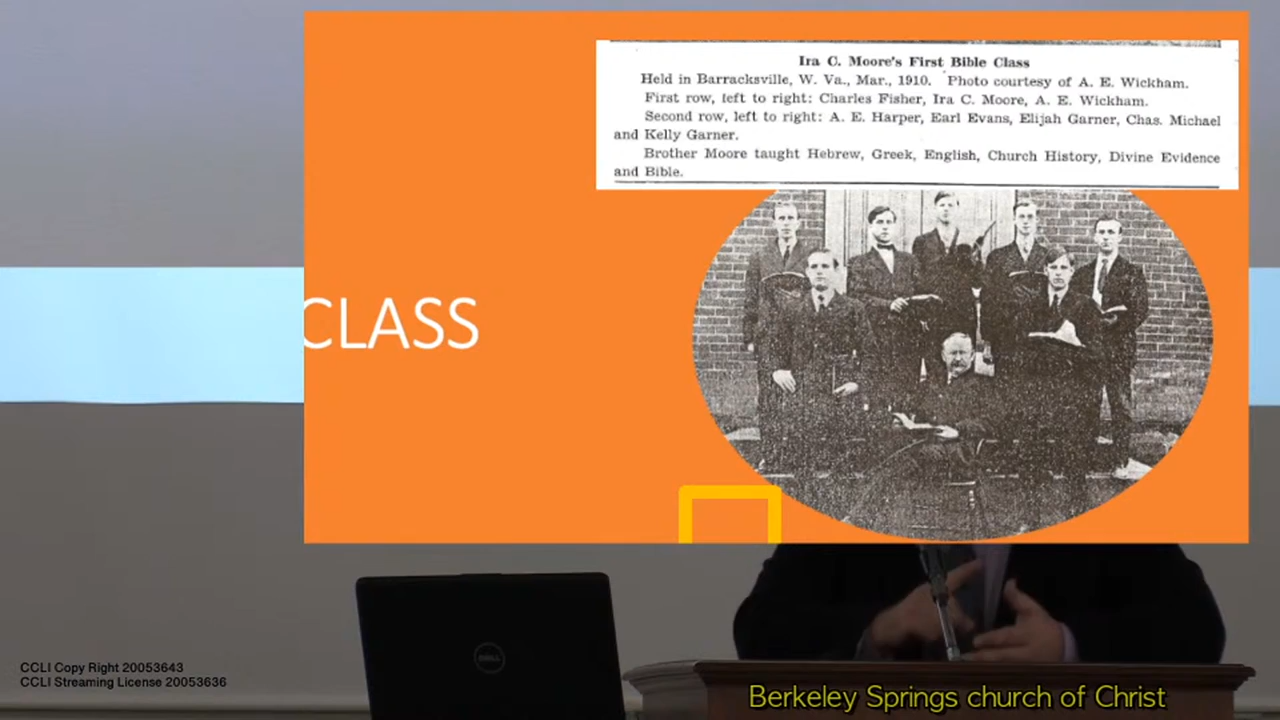 Ira C. Moore's First Bible Class
Held in Barracksville, W. Va., Mar., 1910. Photo courtesy of A. E. Wickham.
First row, left to right: Charles Fisher, Ira C. Moore, A. E. Wickham.
Second row, left to right: A. E. Harper, Earl Evans, Elijah Garner, Chas. Michael
and Kelly Garner.
Brother Moore taught Hebrew, Greek, English, Church History, Divine Evidence
and Bible.
CLASS
DELL
CCLI Copy Right 20053643
CCLI Streaming License 20053636
Berkeley Springs church of Christ